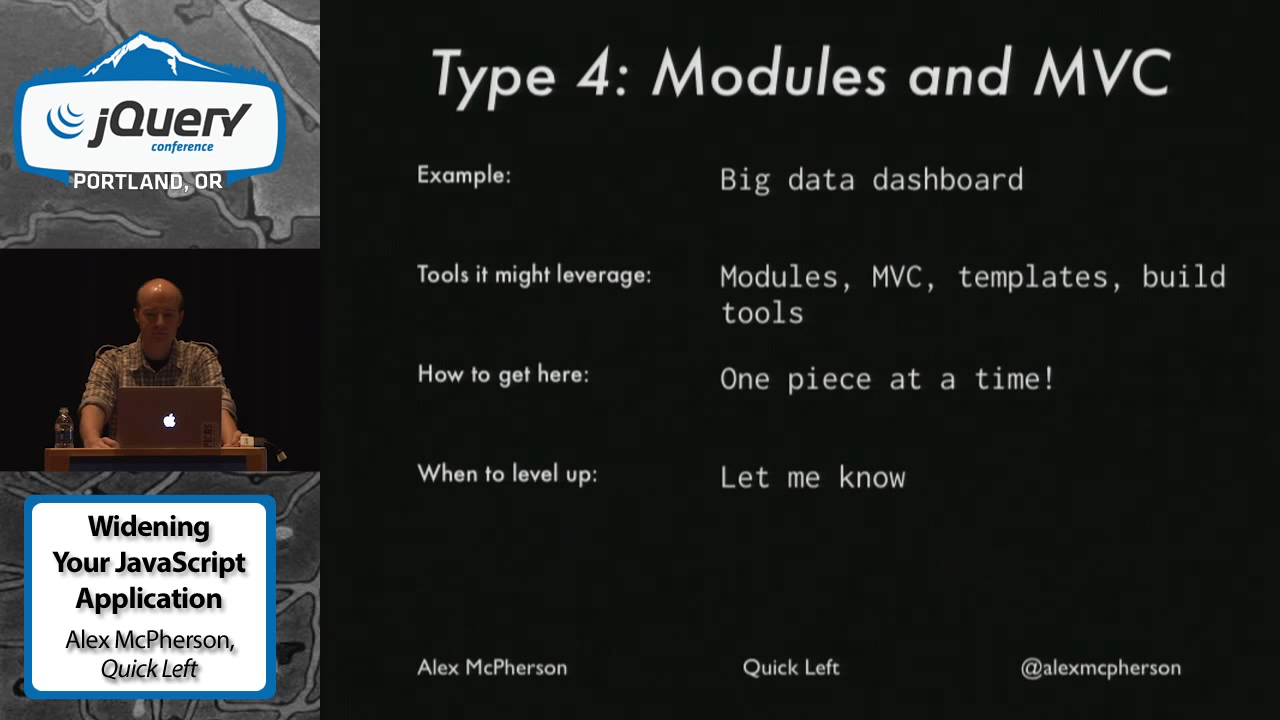 jQuery
conference
PORTLAND, OR
Widening
Your JavaScript
Application
Alex McPherson,
Quick Left
Type 4: Modules and MVC
Example:
Big data dashboard
Tools it might leverage:
Modules, MVC, templates, build
tools
How to get here:
One piece at a time!
When to level up:
Let me know
Alex McPherson
Quick Left
@alexmcpherson